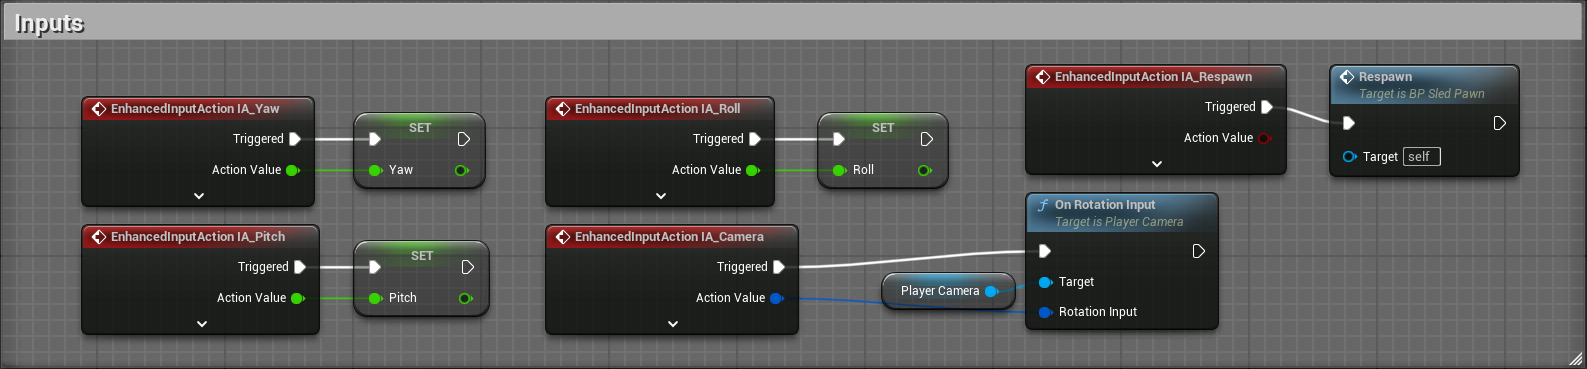 Inputs
EnhancedInputAction IA_Yaw
Triggered
Action Value
SET
Yaw
EnhancedInputAction IA_Roll
Triggered
Action Value
SET
Roll
EnhancedInputAction IA_Respawn
Triggered
Action Value
Respawn
Target is BP Sled Pawn
Target self
EnhancedInputAction IA_Pitch
Triggered
Action Value
SET
Pitch
EnhancedInputAction IA_Camera
Triggered
Action Value
Player Camera
f On Rotation Input
Target is Player Camera
Target
Rotation Input